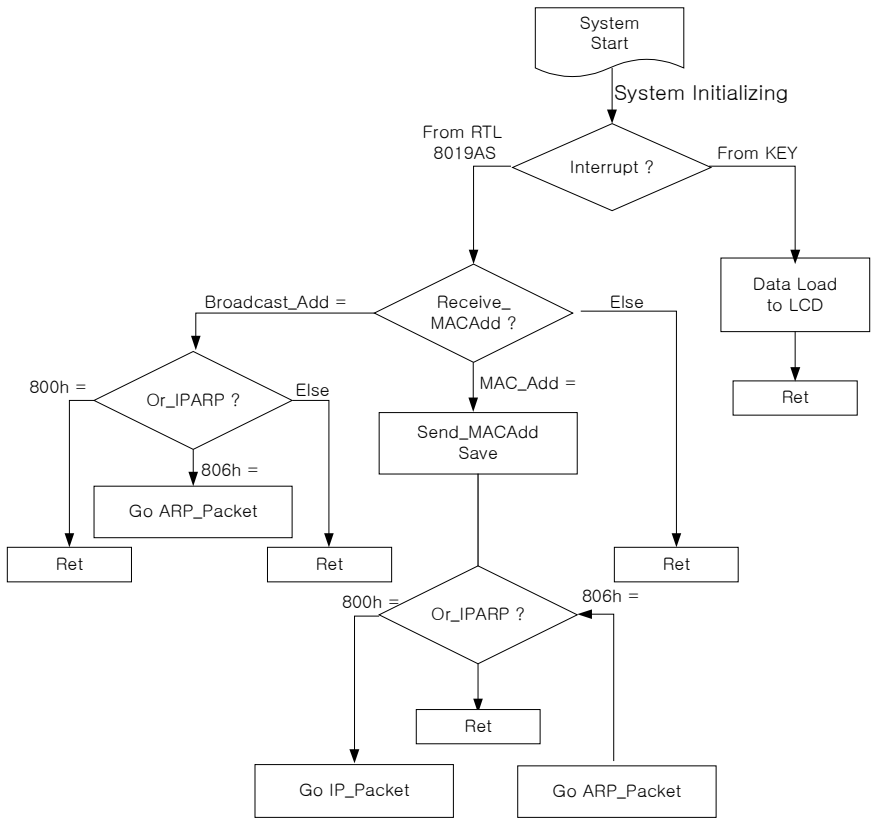 System
Start
System Initializing
From RTL
8019AS
Interrupt ?
From KEY
Data Load
to LCD
Ret
Broadcast_Add =
Receive_
MACAdd ?
Else
MAC_Add =
800h =
Or_IPARP ?
Else
806h =
Go ARP_Packet
Ret
Ret
Send_MACAdd
Save
Ret
800h =
Or_IPARP ?
806h =
Ret
Go IP_Packet
Go ARP_Packet